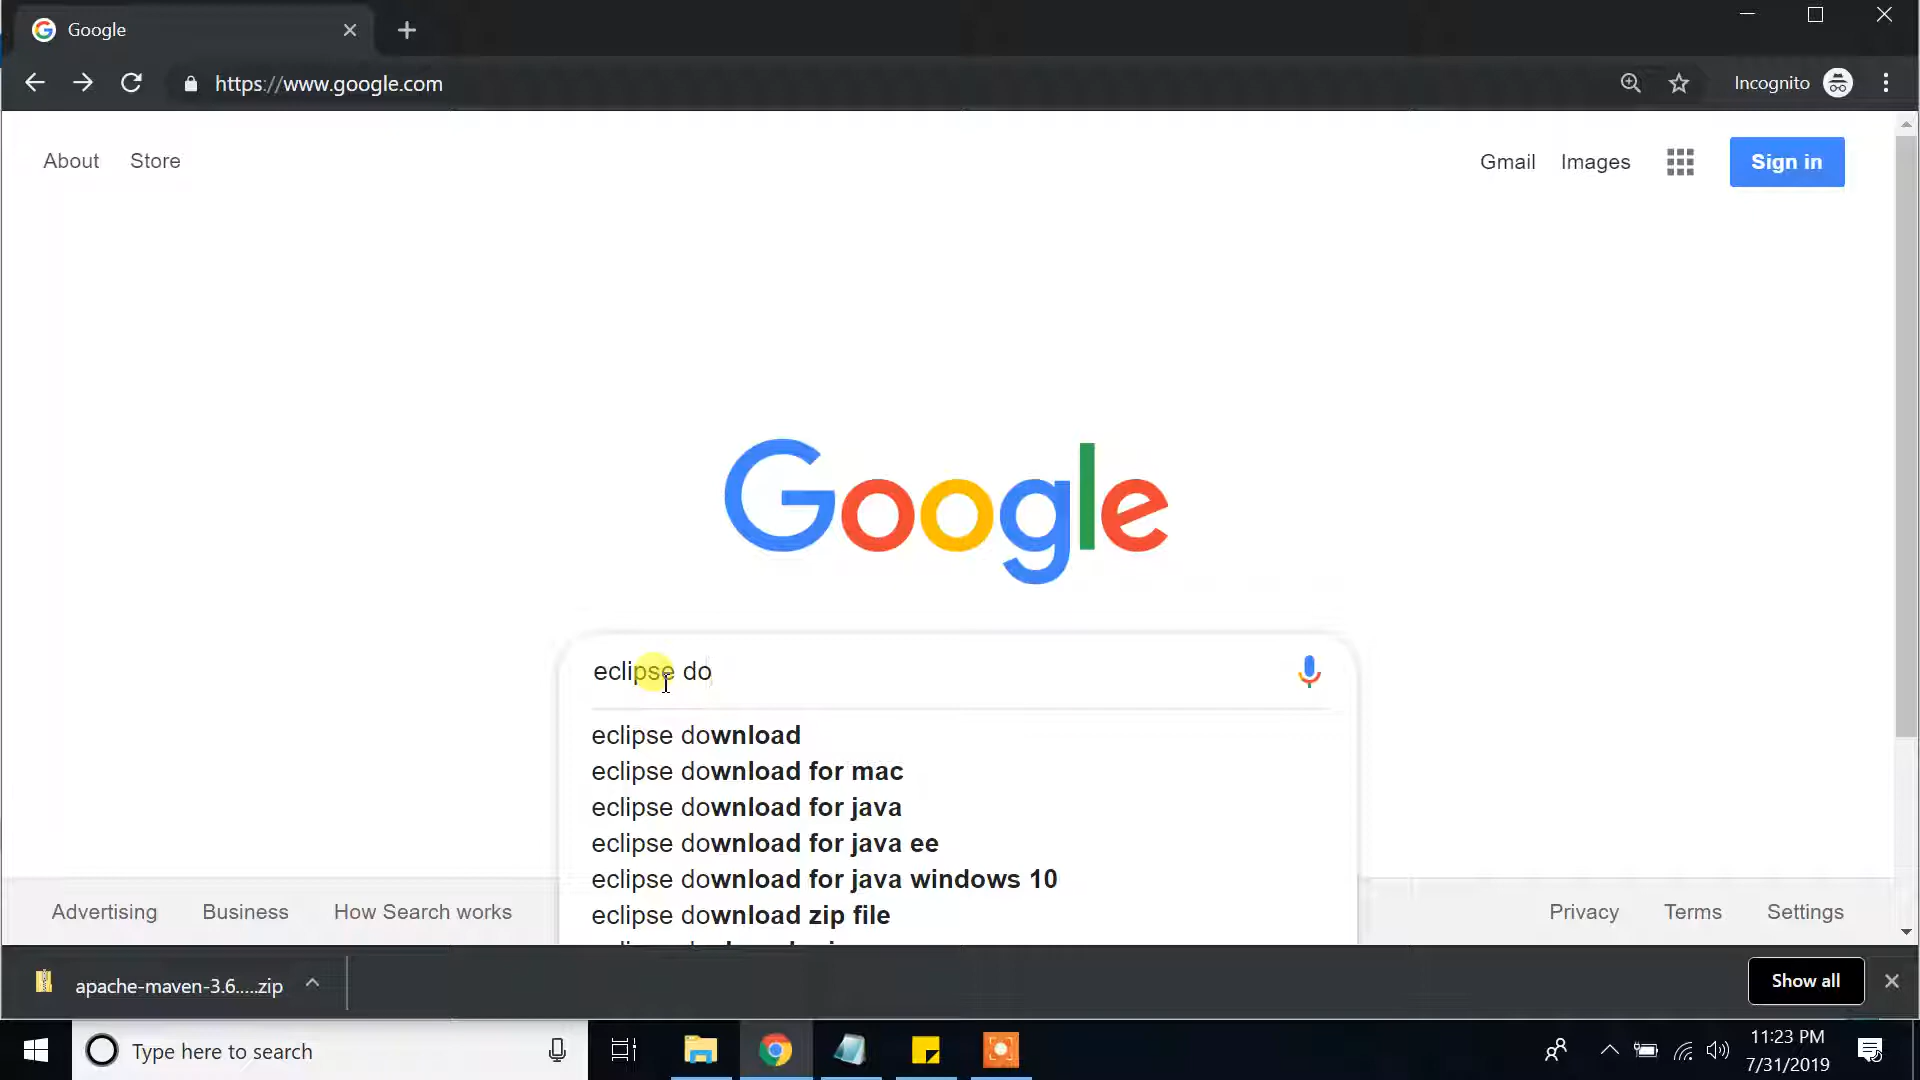 Google
https://www.google.com
Incognito
About Store
Gmail Images Sign in
Google
eclipse do
eclipse download
eclipse download for mac
eclipse download for java
eclipse download for java ee
eclipse download for java windows 10
eclipse download zip file
Advertising Business How Search works
Privacy Terms Settings
apache-maven-3.6.....zip
Show all
Type here to search
11:23 PM
7/31/2019